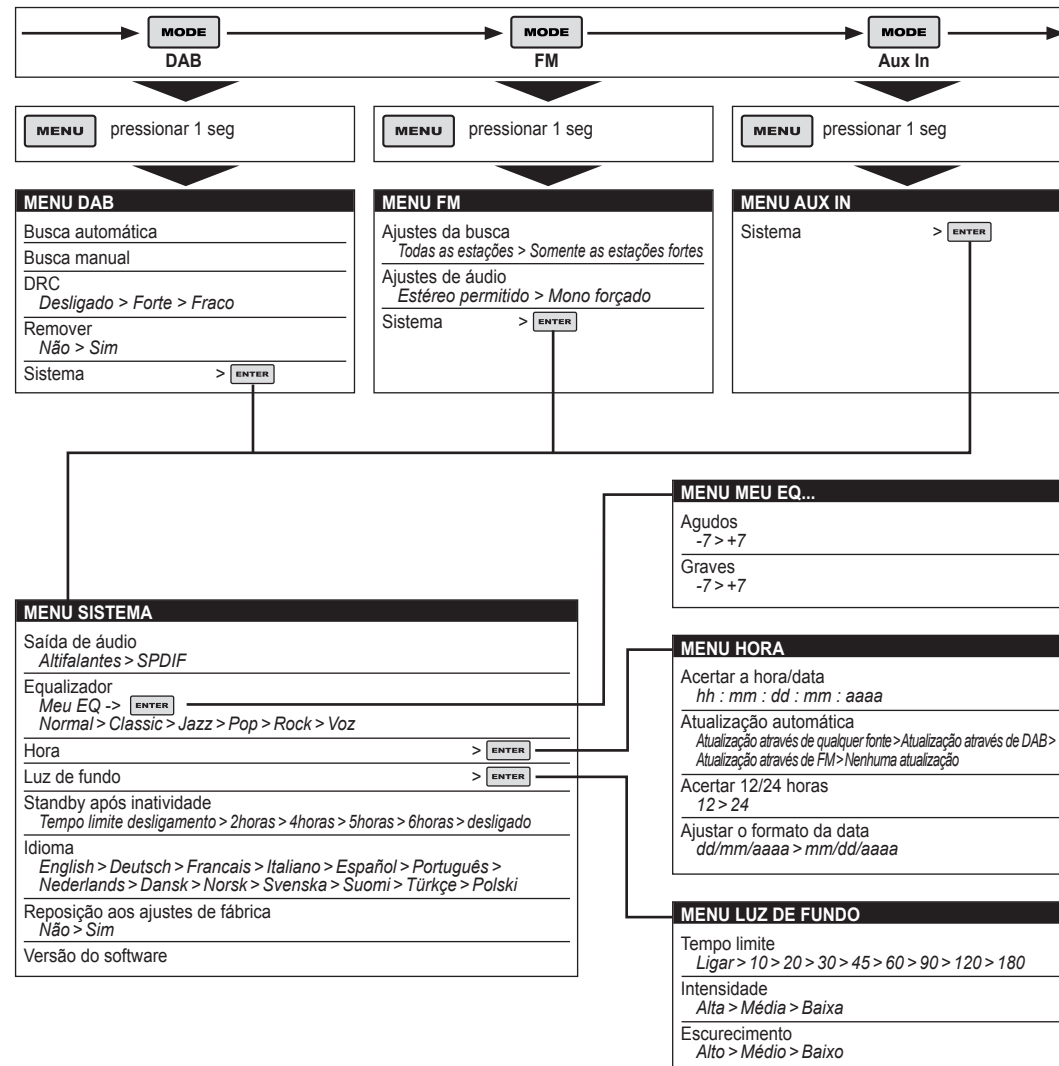 MODE
DAB
MODE
FM
MODE
Aux In
MENU pressionar 1 seg
MENU pressionar 1 seg
MENU pressionar 1 seg
MENU DAB
Busca automática
Busca manual
DRC
Desligado > Forte > Fraco
Remover
Não > Sim
Sistema > ENTER
MENU FM
Ajustes da busca
Todas as estações > Somente as estações fortes
Ajustes de áudio
Estéreo permitido > Mono forçado
Sistema > ENTER
MENU AUX IN
Sistema > ENTER
MENU SISTEMA
Saída de áudio
Altifalantes > SPDIF
Equalizador
Meu EQ -> ENTER
Normal > Classic > Jazz > Pop > Rock > Voz
Hora > ENTER
Luz de fundo > ENTER
Standby após inatividade
Tempo limite desligamento > 2horas > 4horas > 5horas > 6horas > desligado
Idioma
English > Deutsch > Francais > Italiano > Español > Português >
Nederlands > Dansk > Norsk > Svenska > Suomi > Türkçe > Polski
Reposição aos ajustes de fábrica
Não > Sim
Versão do software
MENU MEU EQ...
Agudos
-7 > +7
Graves
-7 > +7
MENU HORA
Acertar a hora/data
hh : mm : dd : mm : aaaa
Atualização automática
Atualização através de qualquer fonte > Atualização através de DAB >
Atualização através de FM > Nenhuma atualização
Acertar 12/24 horas
12 > 24
Ajustar o formato da data
dd/mm/aaaa > mm/dd/aaaa
MENU LUZ DE FUNDO
Tempo limite
Ligar > 10 > 20 > 30 > 45 > 60 > 90 > 120 > 180
Intensidade
Alta > Média > Baixa
Escurecimento
Alto > Médio > Baixo